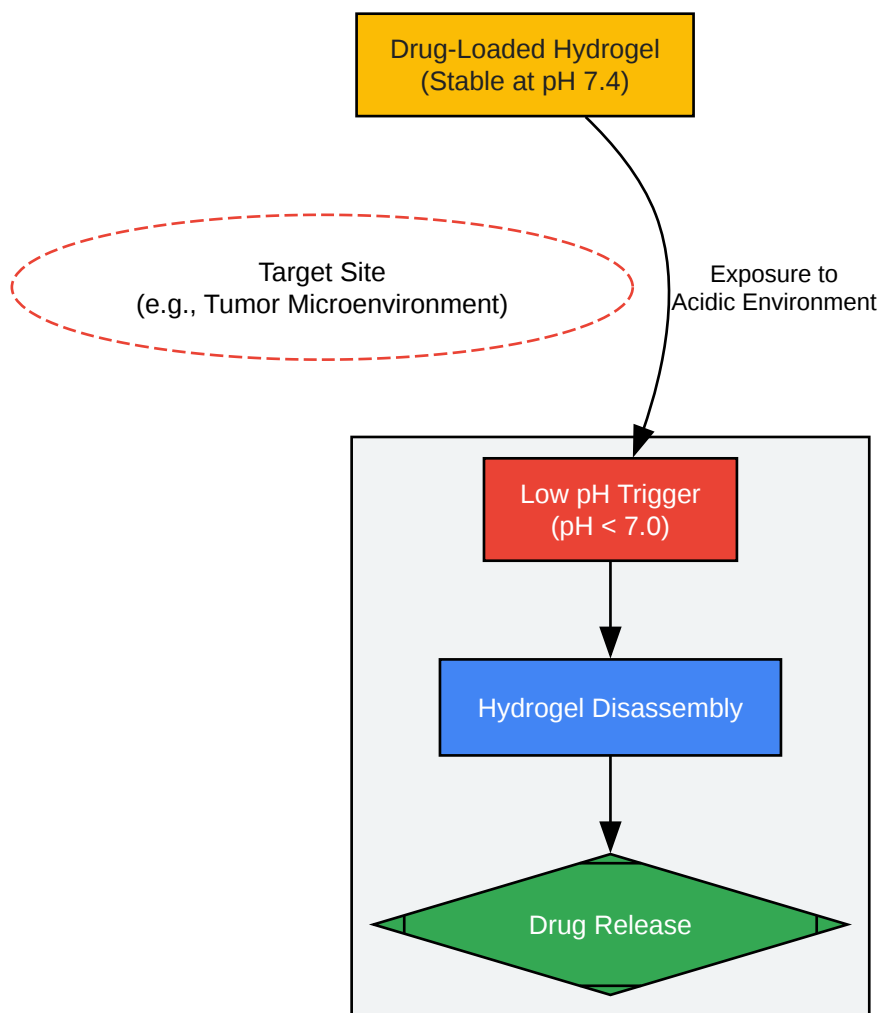 Drug-Loaded Hydrogel
(Stable at pH 7.4)
Target Site
(e.g., Tumor Microenvironment)
Exposure to
Acidic Environment
Low pH Trigger
(pH < 7.0)
Hydrogel Disassembly
Drug Release